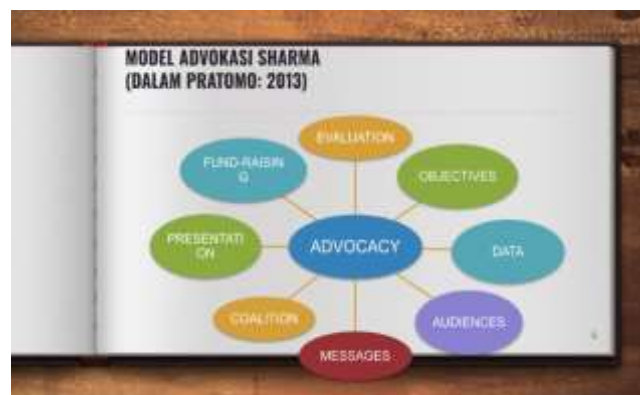 MODEL ADVOKASI SHARMA
(DALAM PRATOMO: 2013)
EVALUATION
OBJECTIVES
DATA
AUDIENCES
MESSAGES
COALITION
PRESENTATI
ON
FUND-RAISIN
G
ADVOCACY